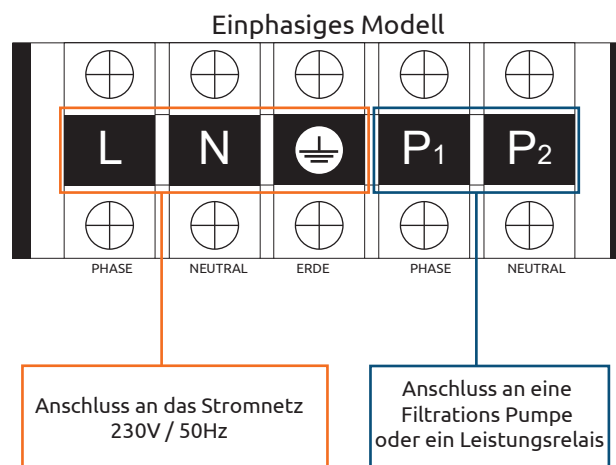 Einphasiges Modell
L N P1 P2
PHASE NEUTRAL ERDE PHASE NEUTRAL
Anschluss an das Stromnetz
230V / 50Hz
Anschluss an eine
Filtrations Pumpe
oder ein Leistungsrelais